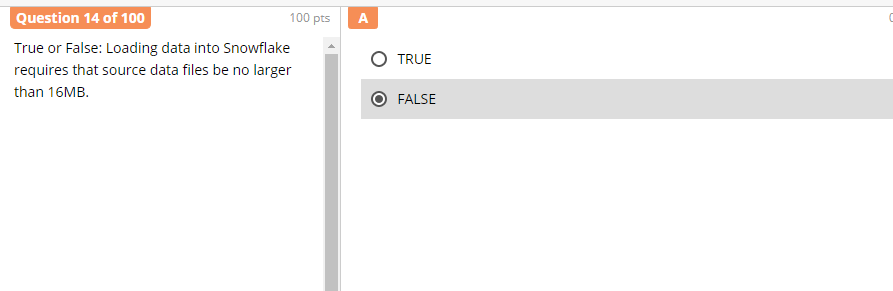 Question 14 of 100
100 pts
True or False: Loading data into Snowflake
requires that source data files be no larger
than 16MB.
A
TRUE
FALSE